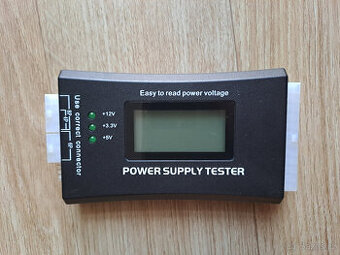 Easy to read power voltage
+12V
+3.3V
+5V
Use correct connector
POWER SUPPLY TESTER